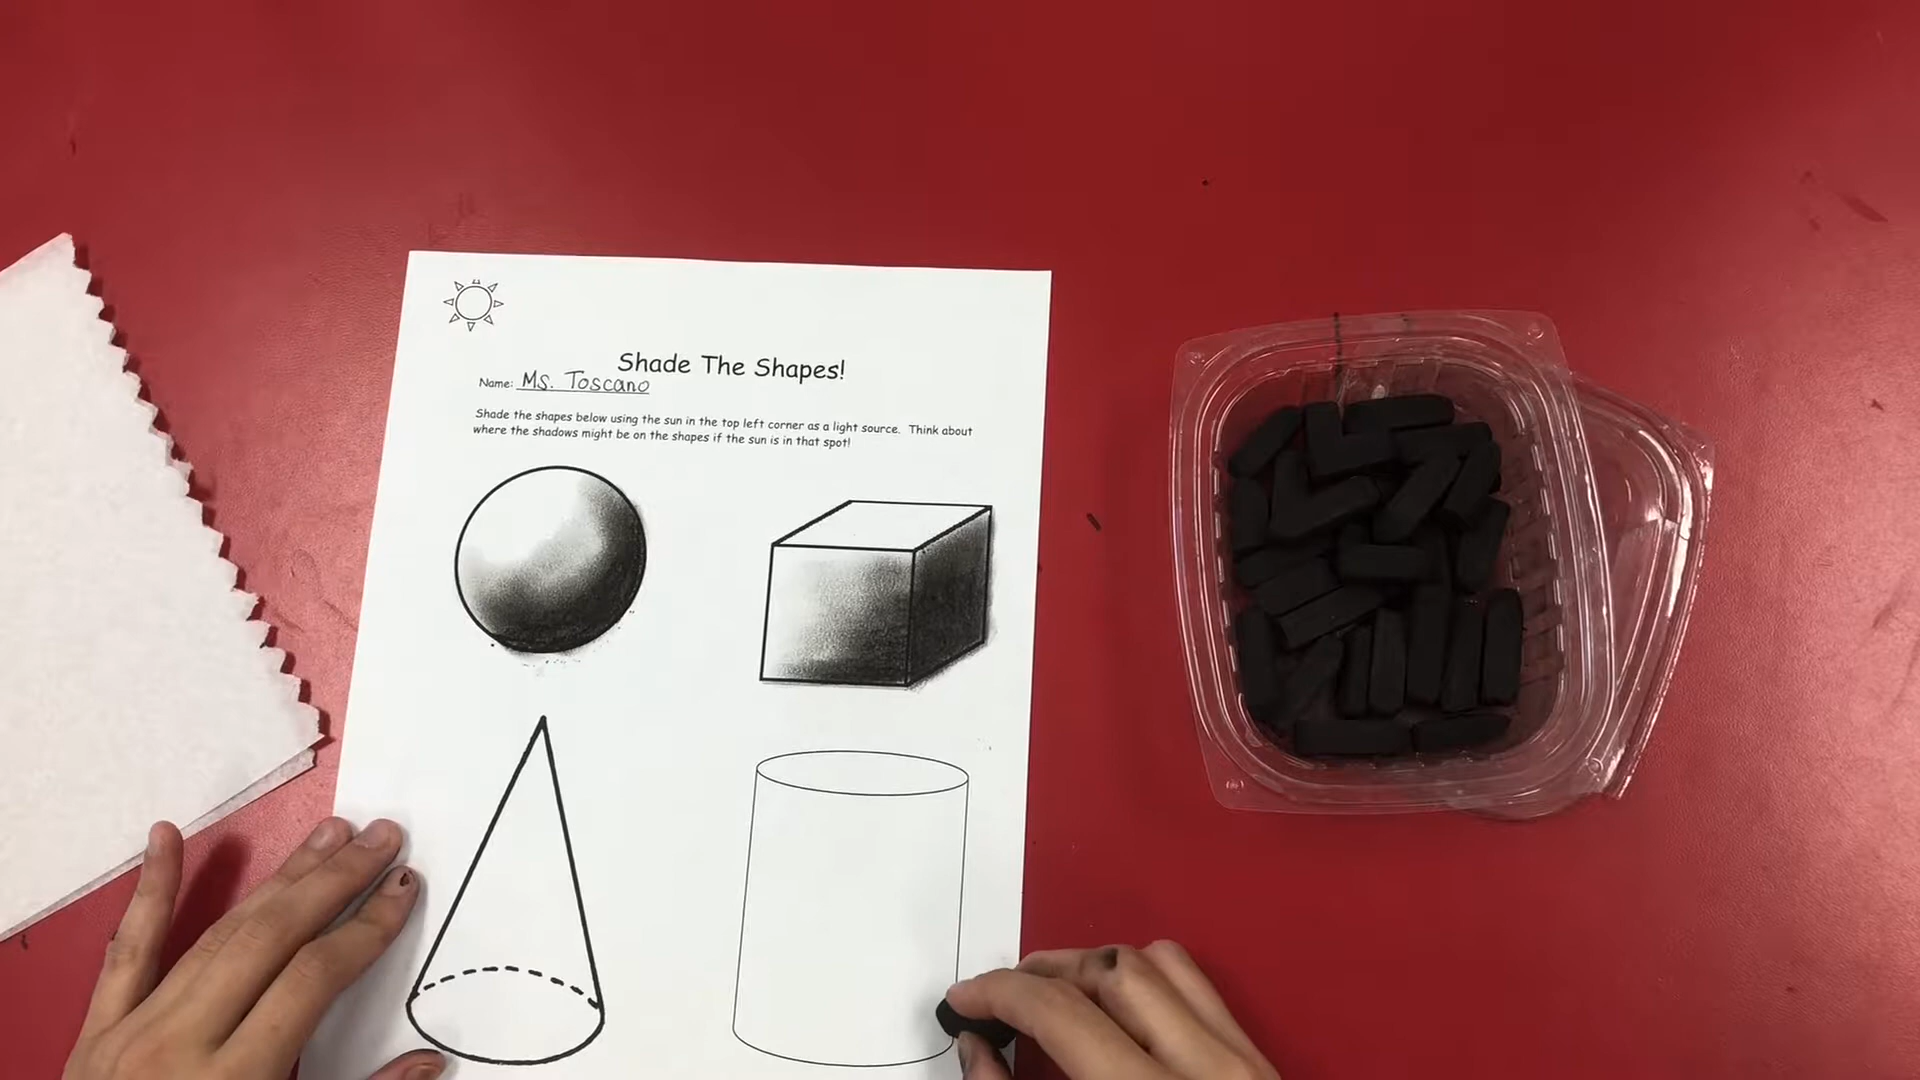 Shade The Shapes!
Name: Ms. Toscano
Shade the shapes below using the sun in the top left corner as a light source. Think about
where the shadows might be on the shapes if the sun is in that spot!